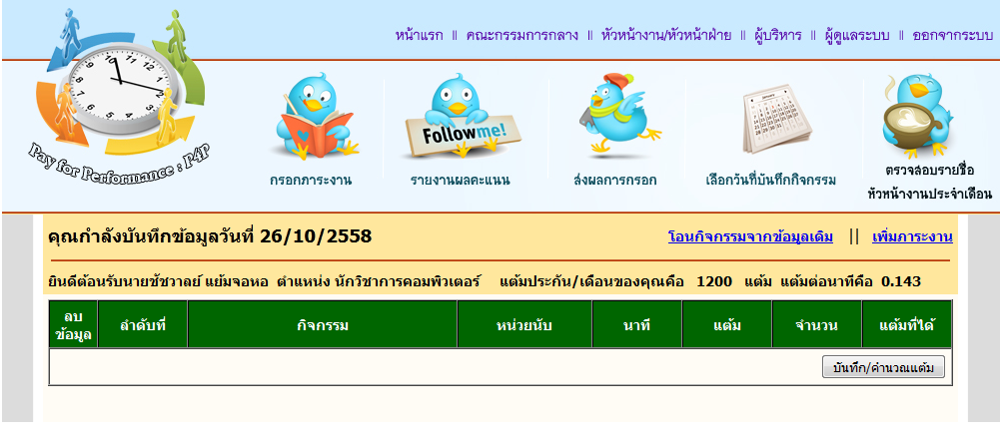 หน้าแรก || คณะกรรมการกลาง || หัวหน้างาน/หัวหน้าฝ่าย || ผู้บริหาร || ผู้ดูแลระบบ || ออกจากระบบ
Pay for Performance : P4P
Follow me!
กรอกภาระงาน
รายงานผลคะแนน
ส่งผลการกรอก
เลือกวันที่บันทึกกิจกรรม
ตรวจสอบรายชื่อ
หัวหน้างานประจำเดือน
คุณกำลังบันทึกข้อมูลวันที่ 26/10/2558
โอนกิจกรรมจากข้อมูลเดิม || เพิ่มภาระงาน
ยินดีต้อนรับนายชัชวาลย์ แย้มจอหอ ตำแหน่ง นักวิชาการคอมพิวเตอร์ แต้มประกัน/เดือนของคุณคือ 1200 แต้ม แต้มต่อนาทีคือ 0.143
ลบ
ข้อมูล
ลำดับที่
กิจกรรม
หน่วยนับ
นาที
แต้ม
จำนวน
แต้มที่ได้
บันทึก/คำนวณแต้ม